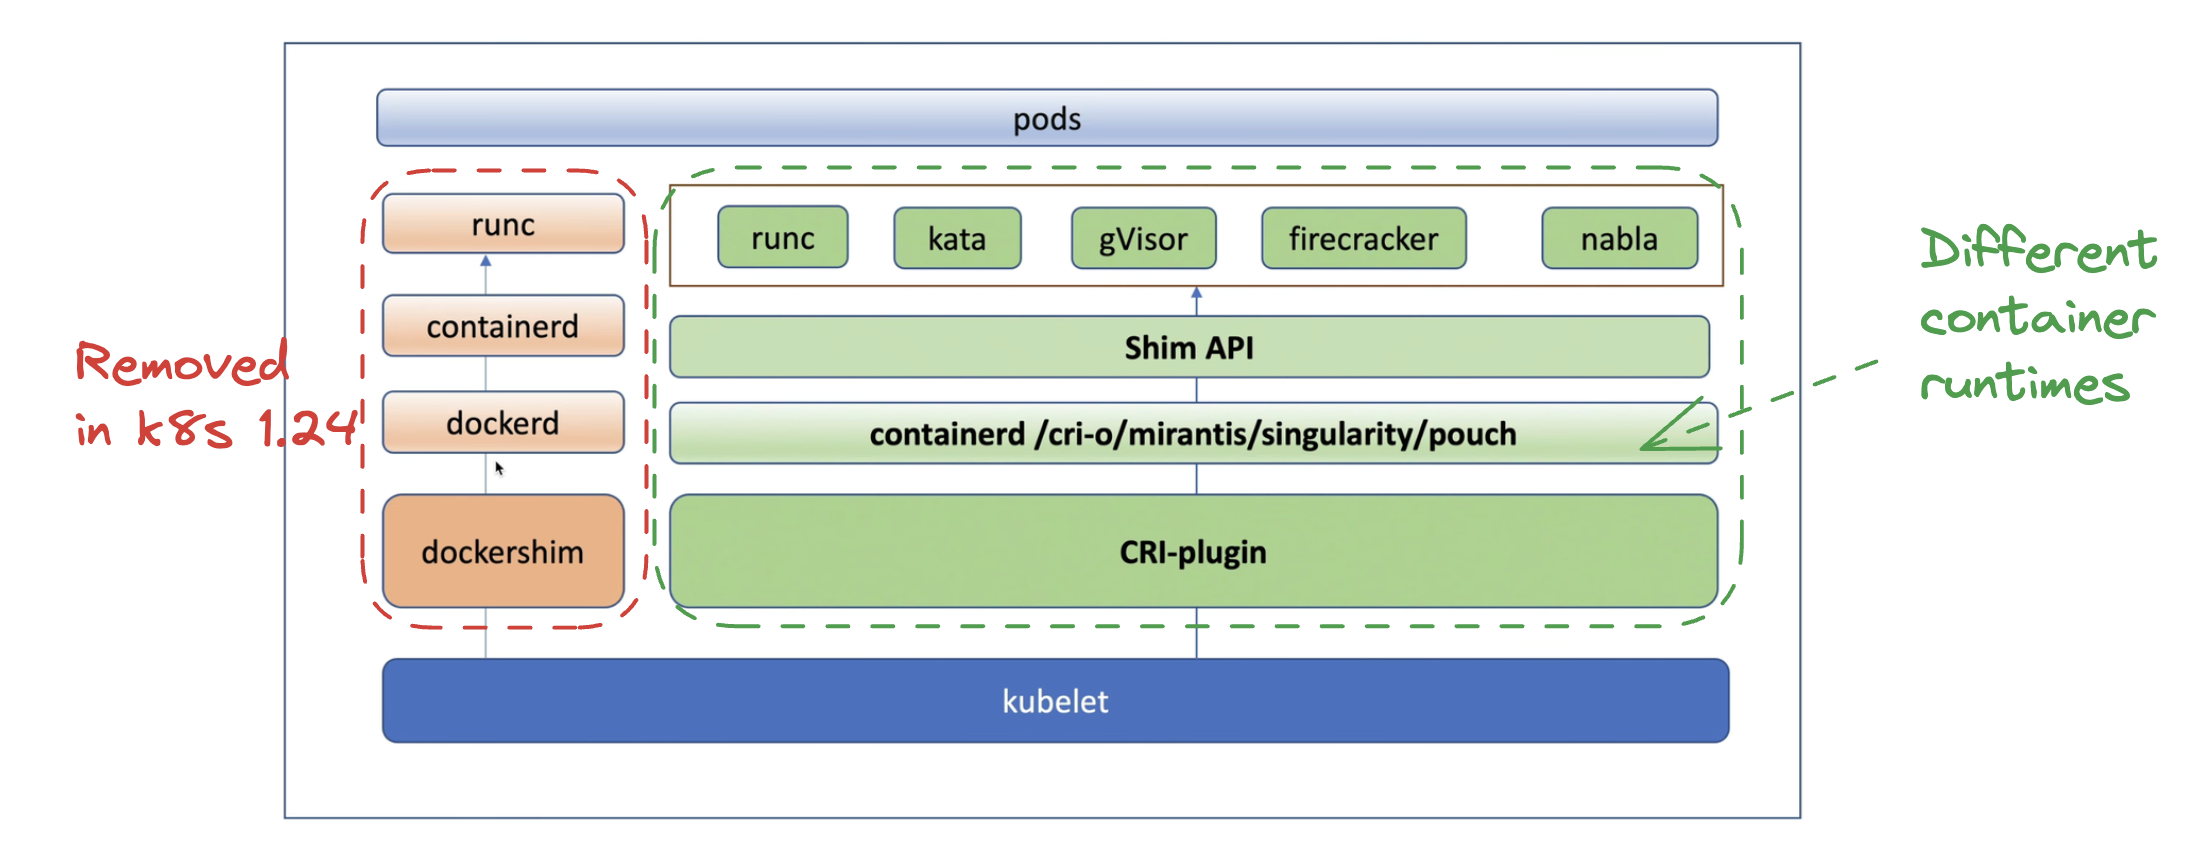 pods
runc
containerd
dockerd
dockershim
Removed
in k8s 1.24
runc kata gVisor firecracker nabla
Shim API
containerd /cri-o/mirantis/singularity/pouch
CRI-plugin
Different
container
runtimes
kubelet